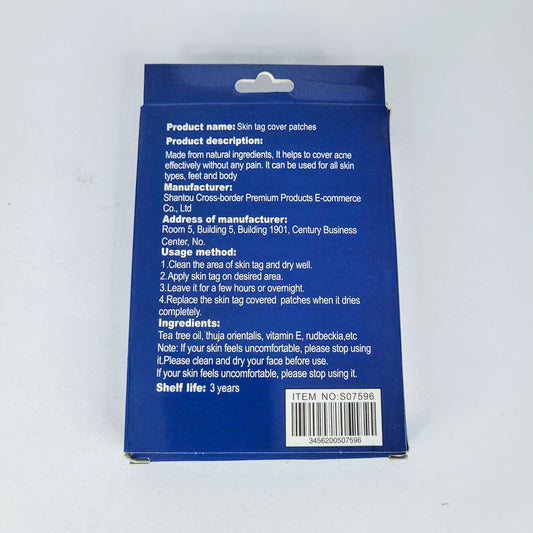 Product name: Skin tag cover patches
Product description:
Made from natural ingredients, It helps to cover acne
effectively without any pain. It can be used for all skin
types, feet and body
Manufacturer:
Shantou Cross-border Premium Products E-commerce
Co., Ltd
Address of manufacturer:
Room 5, Building 5, Building 1901, Century Business
Center, No.
Usage method:
1.Clean the area of skin tag and dry well.
2.Apply skin tag on desired area.
3.Leave it for a few hours or overnight.
4.Replace the skin tag covered patches when it dries
completely.
Ingredients:
Tea tree oil, thuja orientalis, vitamin E, rudbeckia,etc
Note: If your skin feels uncomfortable, please stop using
it.Please clean and dry your face before use.
If your skin feels uncomfortable, please stop using it.
Shelf life: 3 years
ITEM NO:S07596
3456200507596